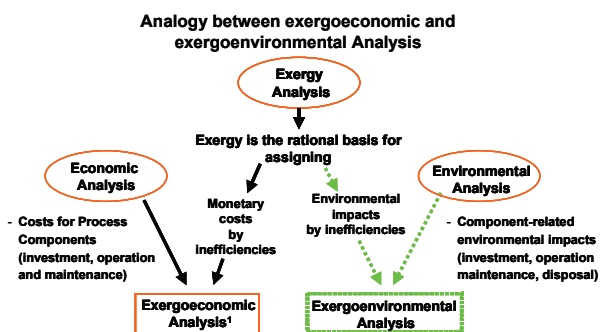 Analogy between exergoeconomic and
exergoenvironmental Analysis
Exergy
Analysis
Exergy is the rational basis for
assigning
Economic
Analysis
Environmental
Analysis
Monetary
costs
by
inefficiencies
Environmental
impacts
by inefficiencies
- Costs for Process
Components
(investment, operation
and maintenance)
- Component-related
environmental impacts
(investment, operation
maintenance, disposal)
Exergoeconomic
Analysis¹
Exergoenvironmental
Analysis